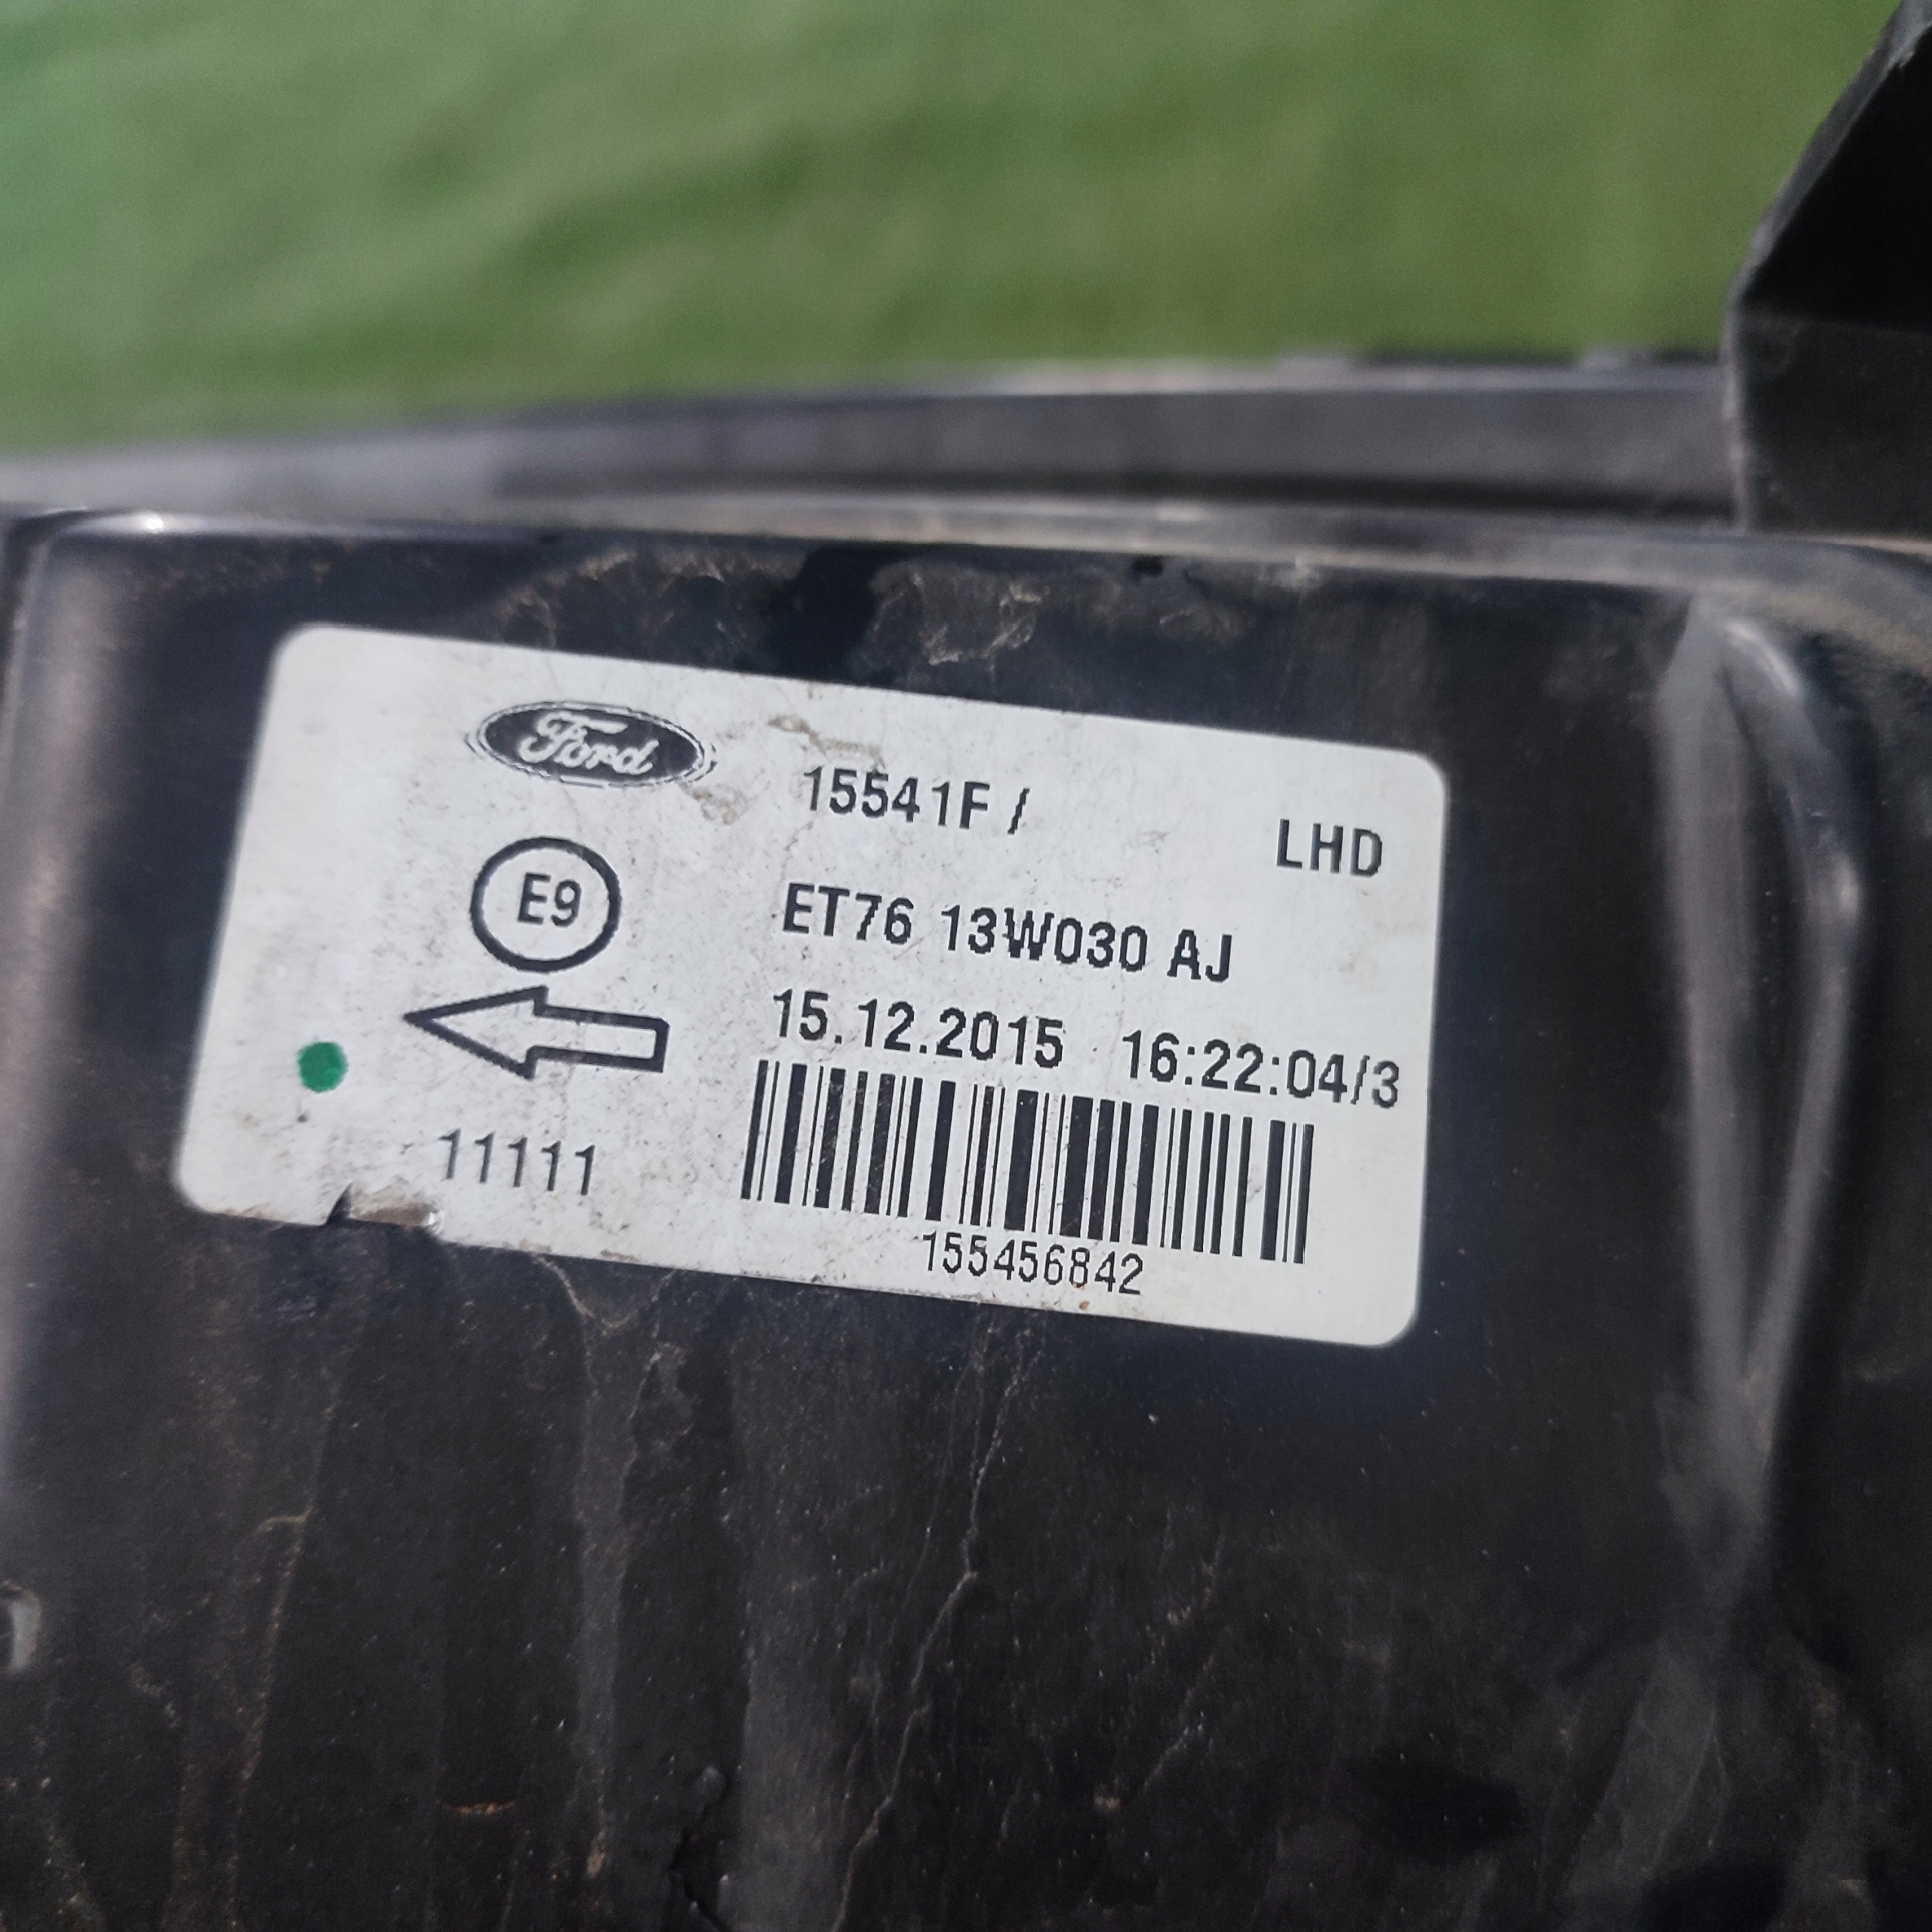 Ford
15541F /
LHD
E9
ET76 13W030 AJ
15.12.2015 16:22:04/3
11111
155456842